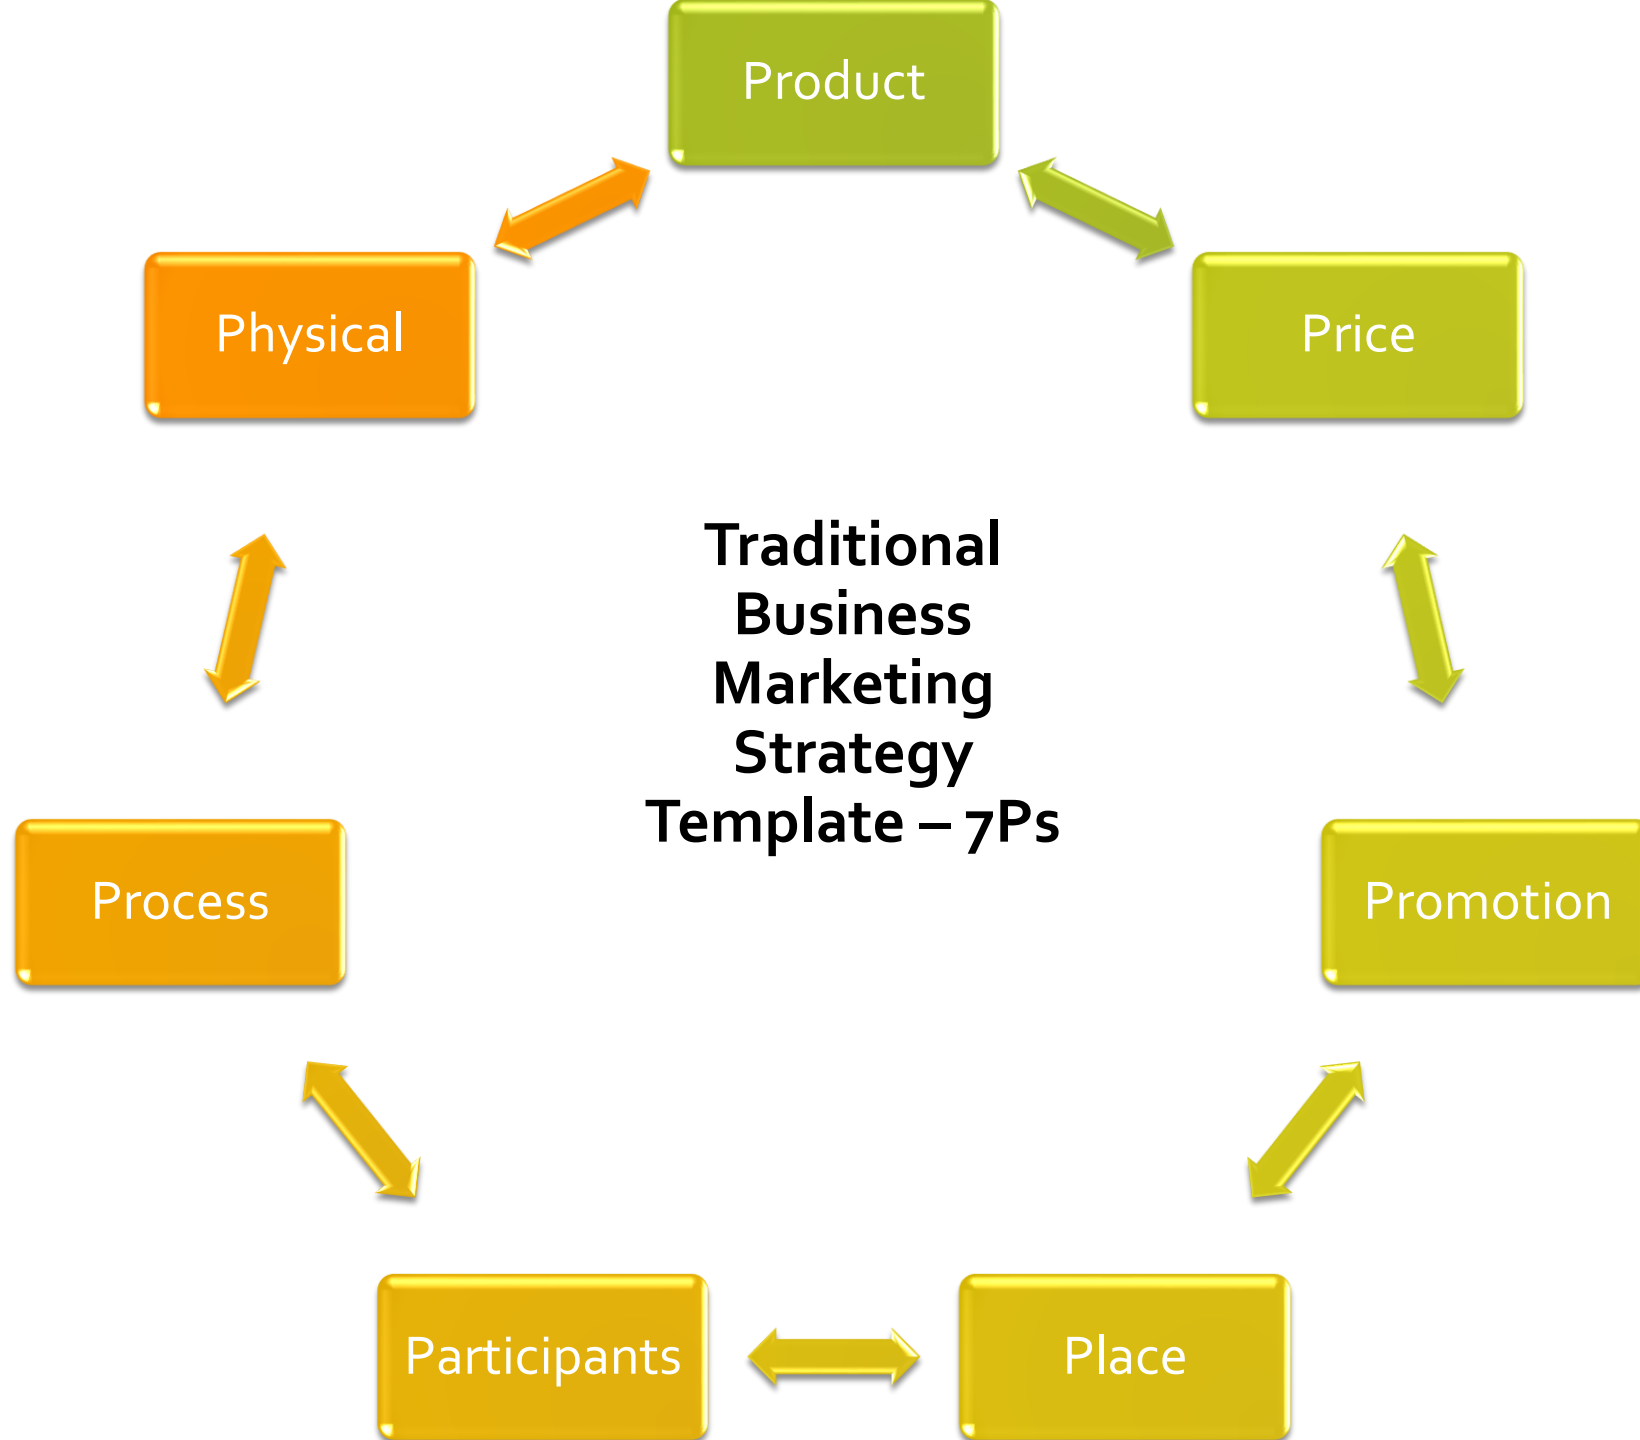 Product
Physical
Price
Traditional
Business
Marketing
Strategy
Template – 7Ps
Process
Promotion
Participants
Place